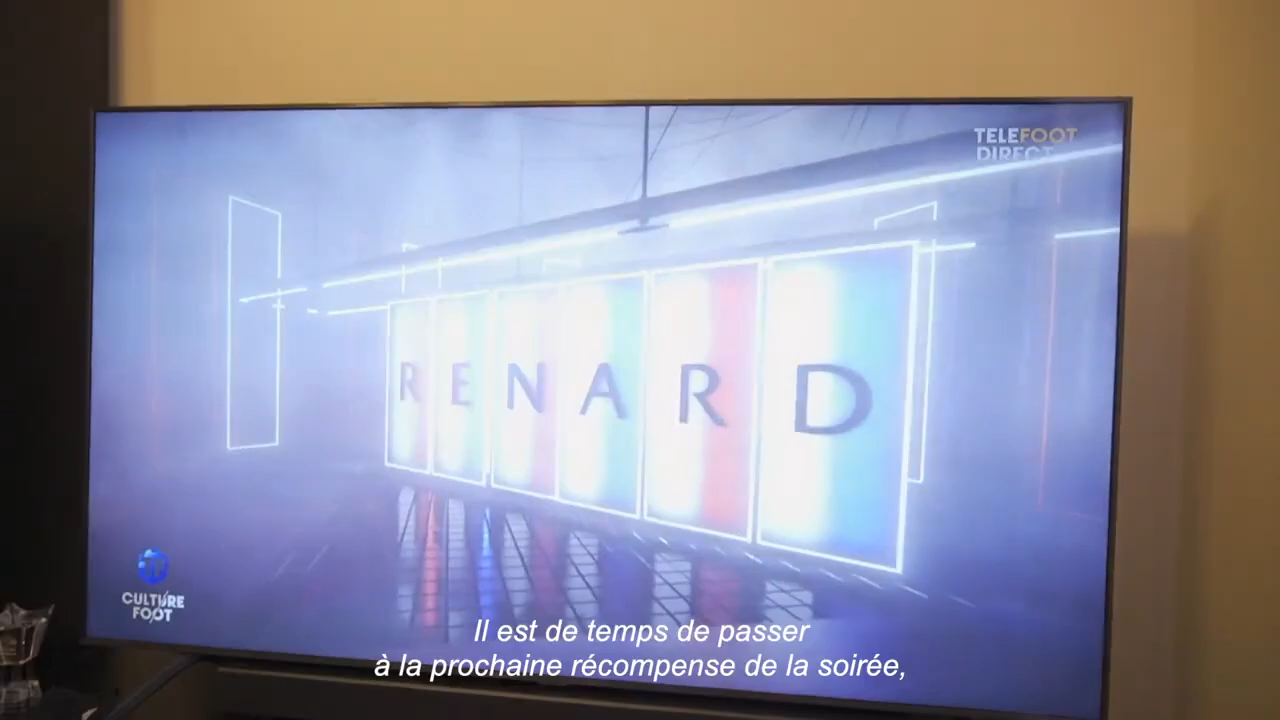 TELEFOOT
DIRECT
RENARD
CULTURE
FOOT
Il est de temps de passer
à la prochaine récompense de la soirée,